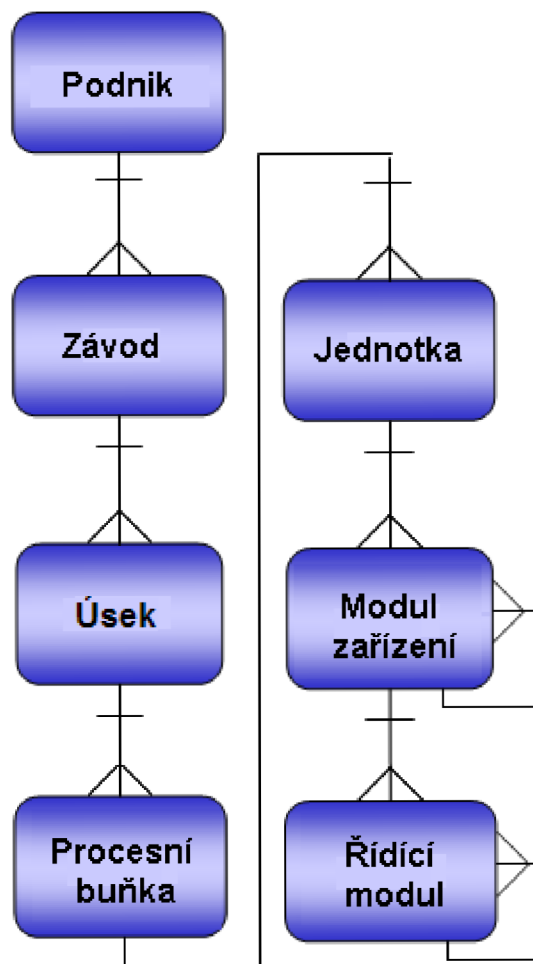 Podnik
Závod
Úsek
Procesní
buňka
Jednotka
Modul
zařízení
Řídící
modul